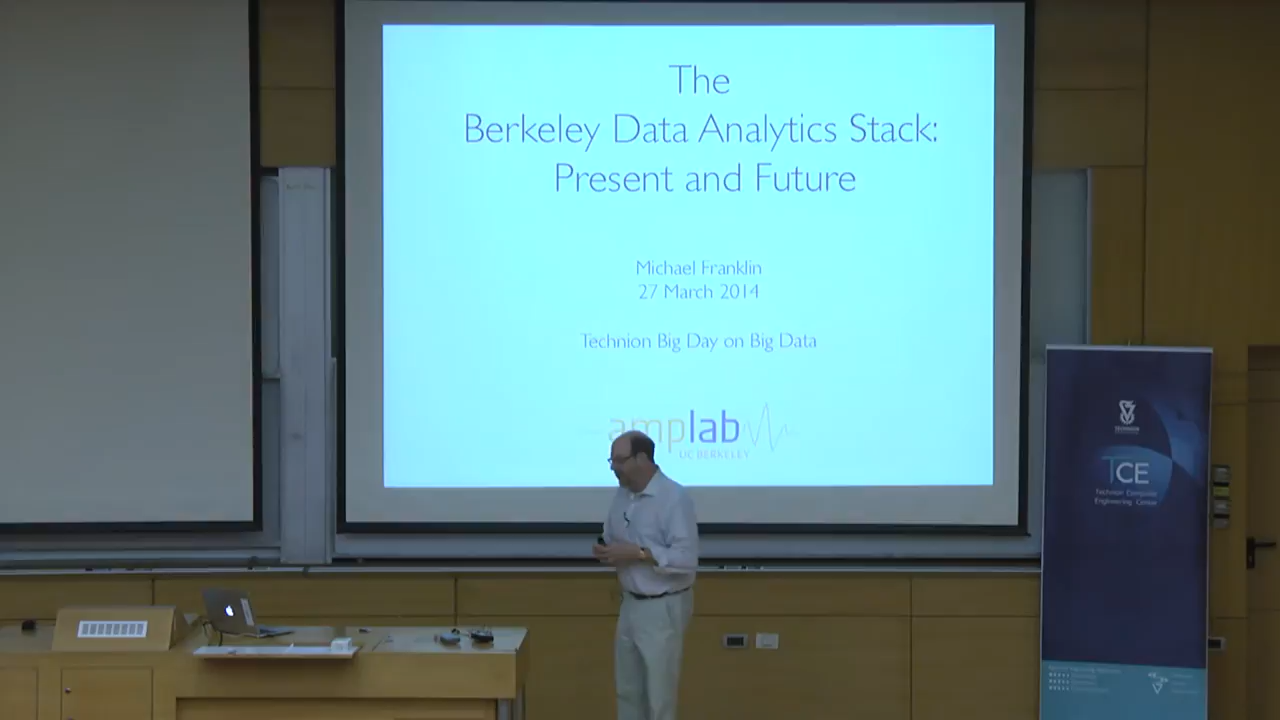 The
Berkeley Data Analytics Stack:
Present and Future
Michael Franklin
27 March 2014
Technion Big Day on Big Data
amplab
UC BERKELEY
TECHNION
TCE
Technion Computer
Engineering Center